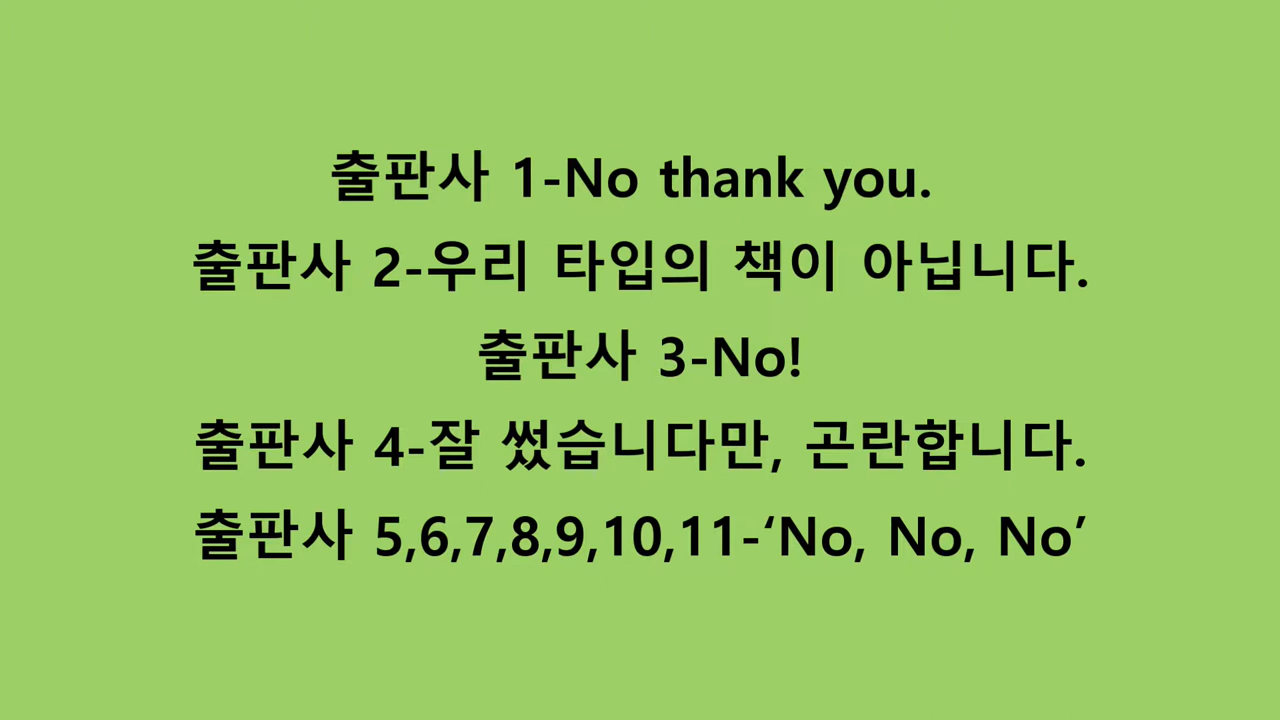 출판사 1-No thank you.
출판사 2-우리 타입의 책이 아닙니다.
출판사 3-No!
출판사 4-잘 썼습니다만, 곤란합니다.
출판사 5,6,7,8,9,10,11-‘No, No, No’